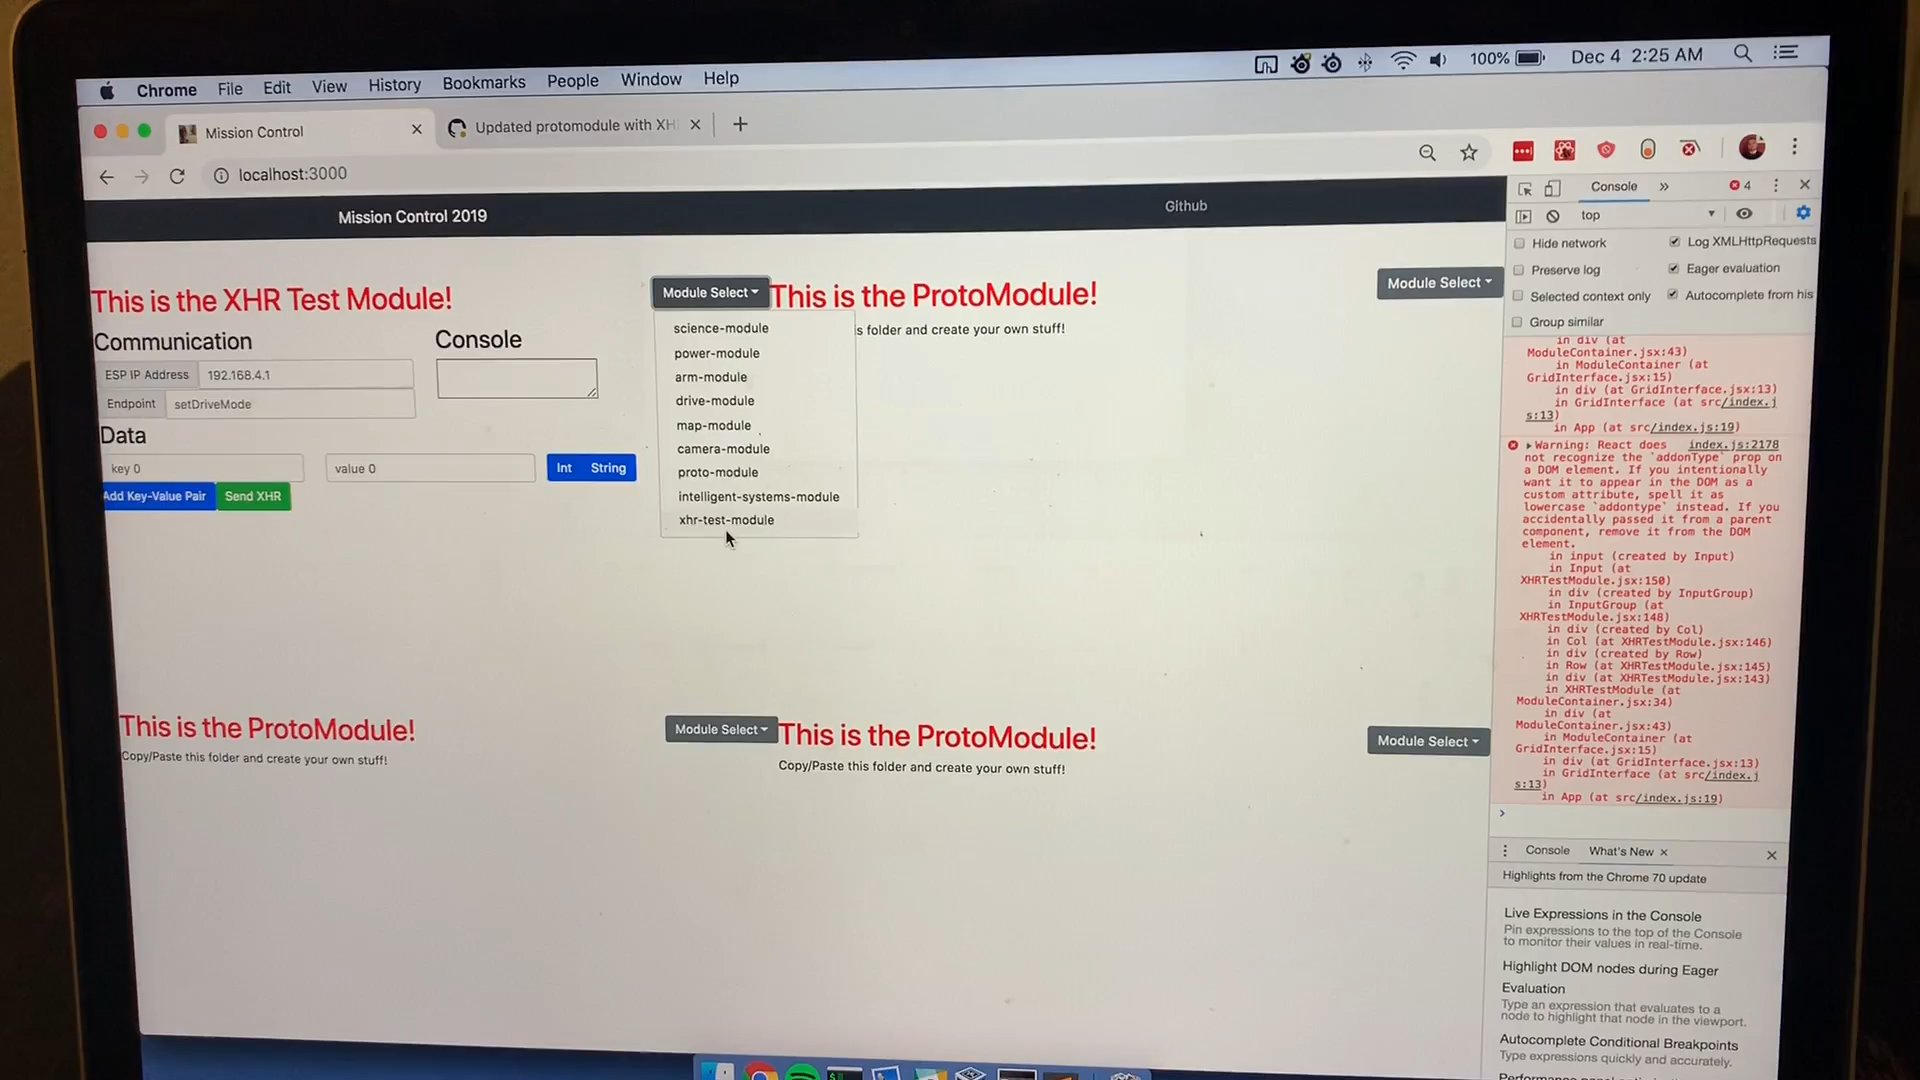 Chrome File Edit View History Bookmarks People Window Help
100% Dec 4 2:25 AM
Mission Control
Updated protomodule with XH
localhost:3000
Mission Control 2019
Github
This is the XHR Test Module!
Module Select
Communication
Console
ESP IP Address 192.168.4.1
Endpoint setDriveMode
Data
key 0
value 0
Int String
Add Key-Value Pair Send XHR
science-module
power-module
arm-module
drive-module
map-module
camera-module
proto-module
intelligent-systems-module
xhr-test-module
This is the ProtoModule!
s folder and create your own stuff!
Module Select
This is the ProtoModule!
Copy/Paste this folder and create your own stuff!
Module Select
This is the ProtoModule!
Copy/Paste this folder and create your own stuff!
Module Select
Console » 4
top
Hide network
Log XMLHttpRequests
Preserve log
Eager evaluation
Selected context only
Autocomplete from his
Group similar
in div (at
ModuleContainer.jsx:43)
in ModuleContainer (at
GridInterface.jsx:15)
in div (at GridInterface.jsx:13)
in GridInterface (at src/index.j
s:13)
in App (at src/index.js:19)
Warning: React does index.js:2178
not recognize the `addonType` prop on
a DOM element. If you intentionally
want it to appear in the DOM as a
custom attribute, spell it as
lowercase `addontype` instead. If you
accidentally passed it from a parent
component, remove it from the DOM
element.
in input (created by Input)
in Input (at
XHRTestModule.jsx:150)
in div (created by InputGroup)
in InputGroup (at
XHRTestModule.jsx:148)
in div (created by Col)
in Col (at XHRTestModule.jsx:146)
in div (created by Row)
in Row (at XHRTestModule.jsx:145)
in div (at XHRTestModule.jsx:143)
in XHRTestModule (at
ModuleContainer.jsx:34)
in div (at
ModuleContainer.jsx:43)
in ModuleContainer (at
GridInterface.jsx:15)
in div (at GridInterface.jsx:13)
in GridInterface (at src/index.j
s:13)
in App (at src/index.js:19)
Console What's New
Highlights from the Chrome 70 update
Live Expressions in the Console
Pin expressions to the top of the Console
to monitor their values in real-time.
Highlight DOM nodes during Eager
Evaluation
Type an expression that evaluates to a
node to highlight that node in the viewport.
Autocomplete Conditional Breakpoints
Type expressions quickly and accurately.